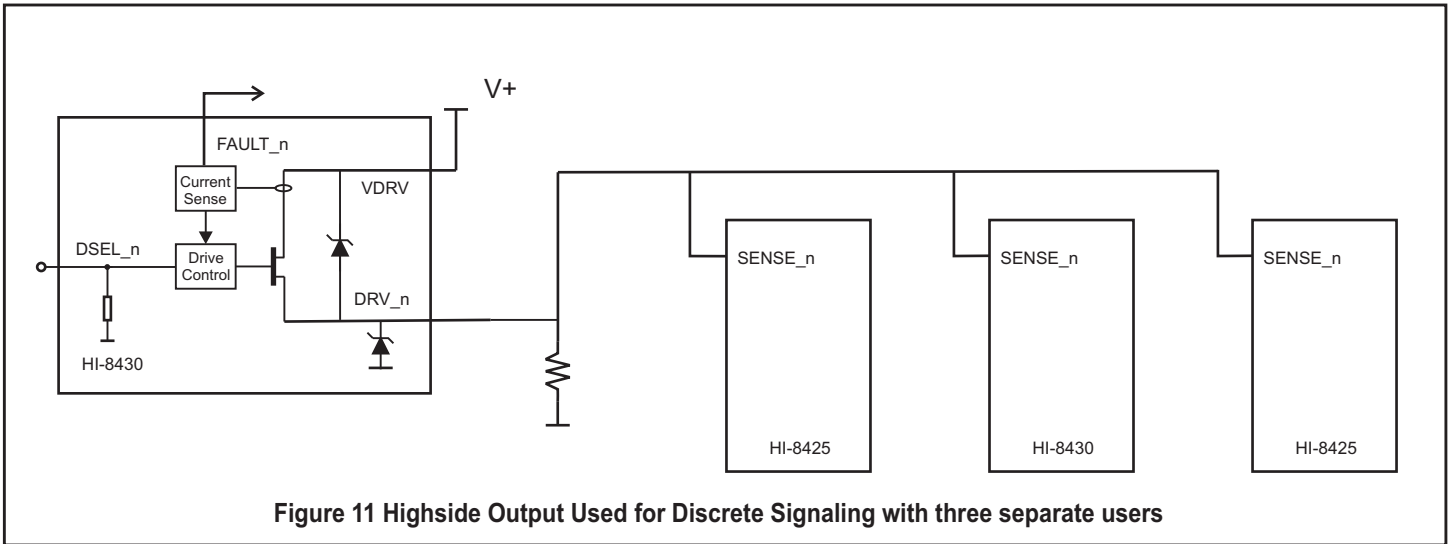 V+
FAULT_n
Current
Sense
VDRV
DSEL_n
Drive
Control
DRV_n
HI-8430
SENSE_n
SENSE_n
SENSE_n
HI-8425
HI-8430
HI-8425
Figure 11 Highside Output Used for Discrete Signaling with three separate users